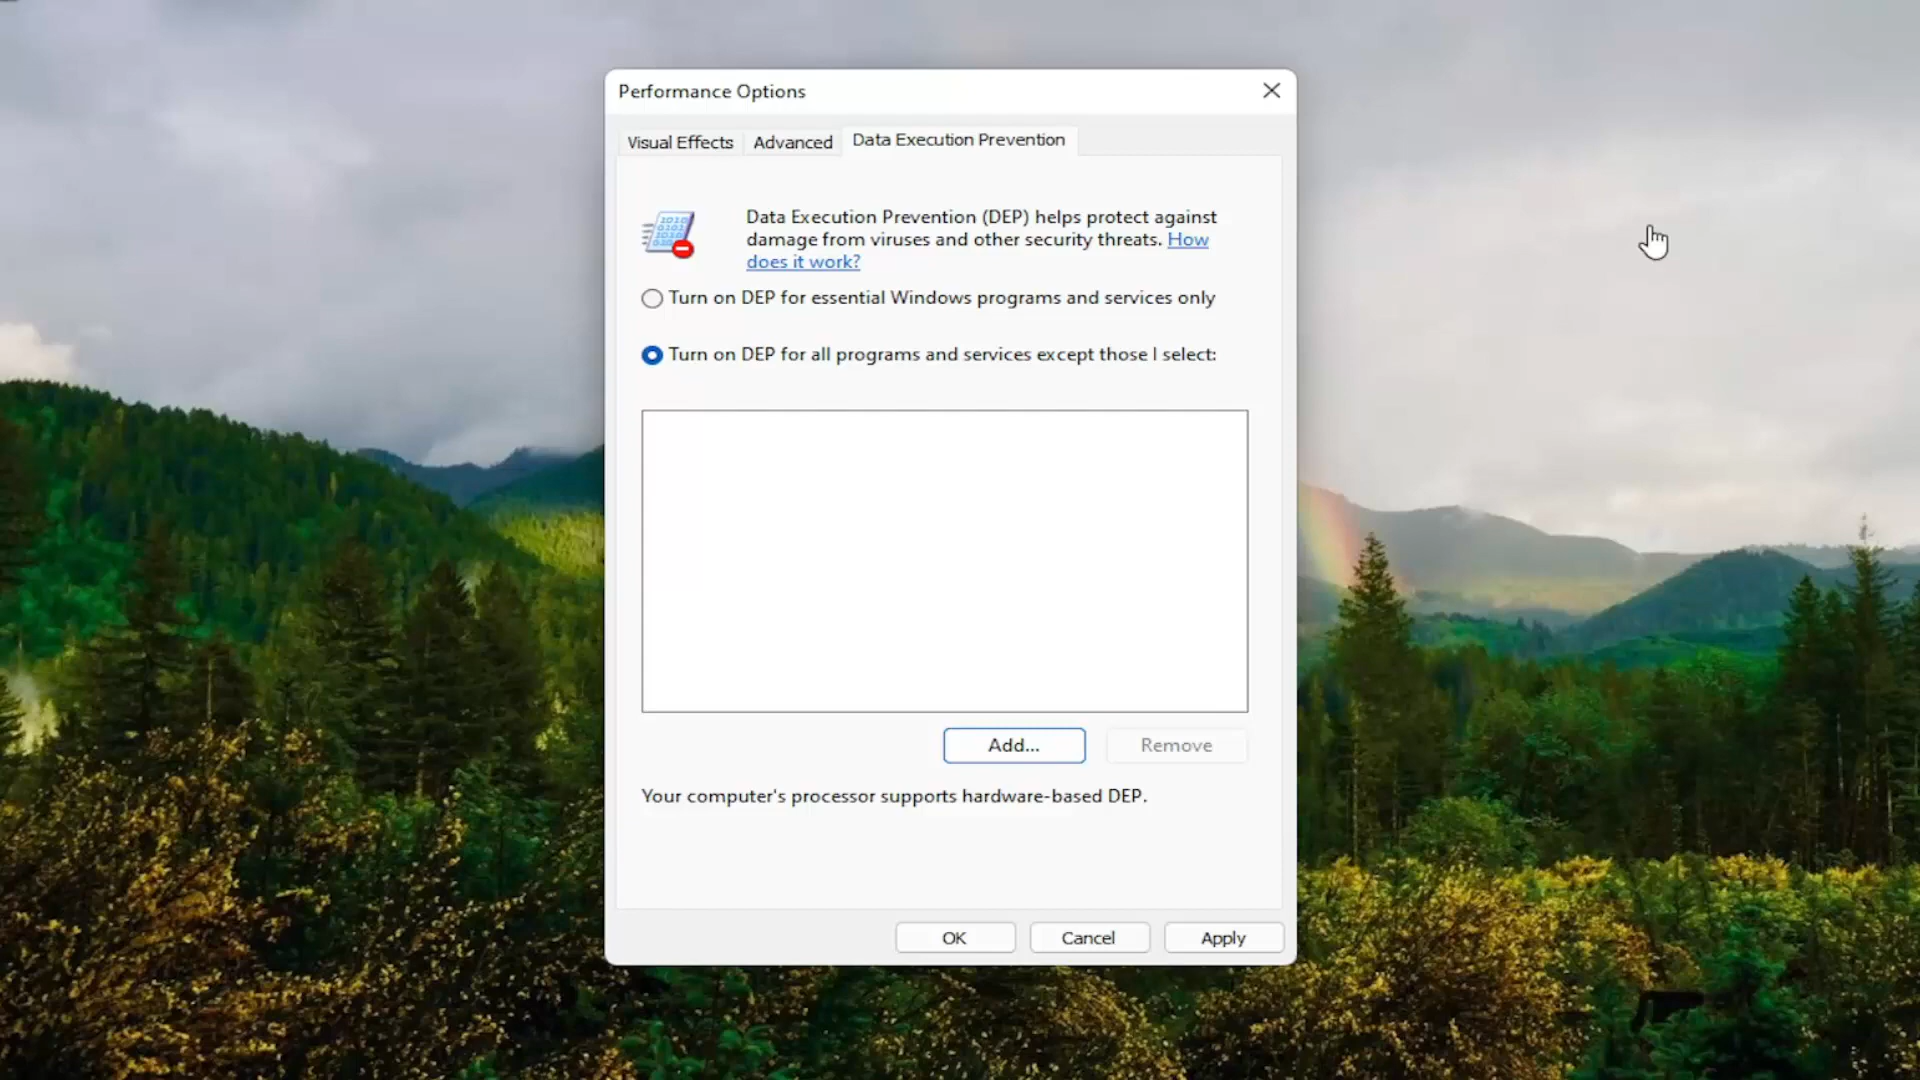 Performance Options
Visual Effects
Advanced
Data Execution Prevention
Data Execution Prevention (DEP) helps protect against
damage from viruses and other security threats. How
does it work?
Turn on DEP for essential Windows programs and services only
Turn on DEP for all programs and services except those I select:
Add...
Remove
Your computer's processor supports hardware-based DEP.
OK
Cancel
Apply